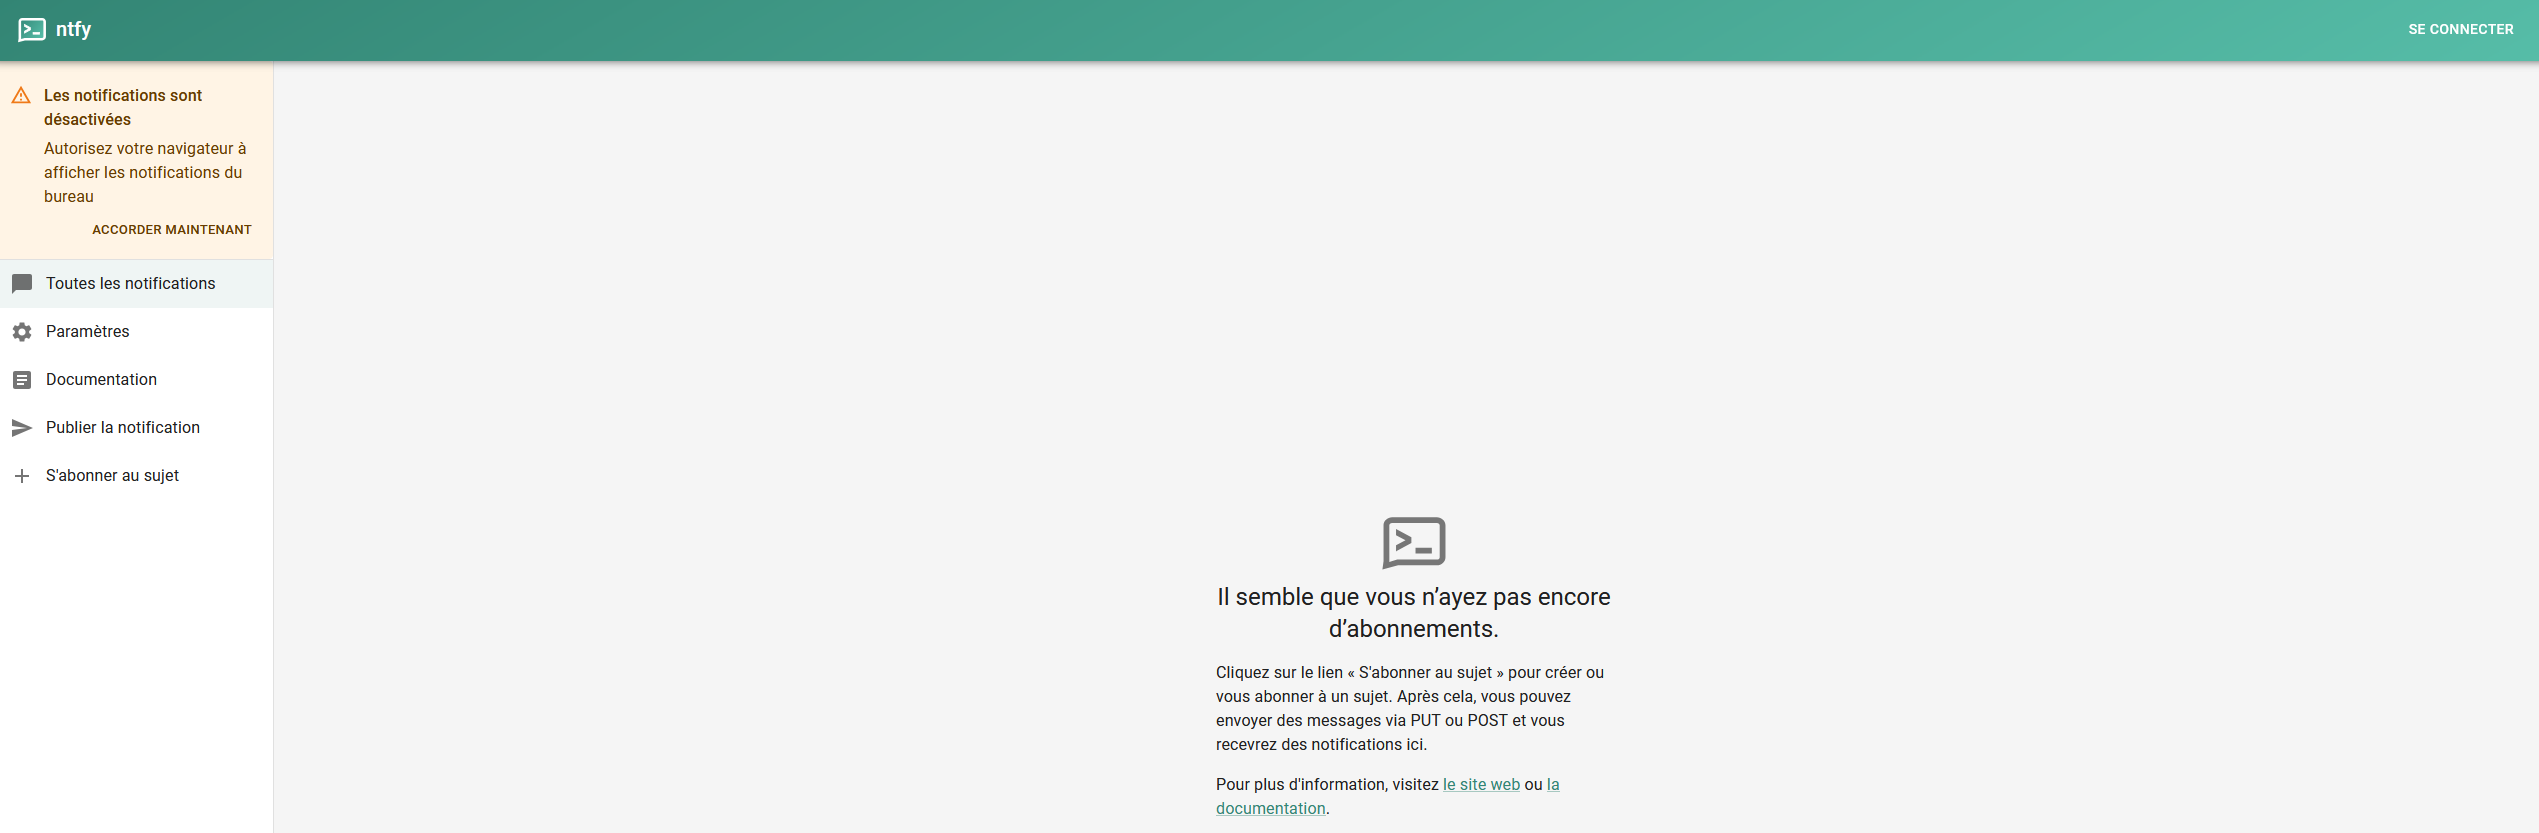 ntfy
SE CONNECTER
Les notifications sont
désactivées
Autorisez votre navigateur à
afficher les notifications du
bureau
ACCORDER MAINTENANT
Toutes les notifications
Paramètres
Documentation
Publier la notification
S'abonner au sujet
Il semble que vous n’ayez pas encore
d’abonnements.
Cliquez sur le lien « S'abonner au sujet » pour créer ou
vous abonner à un sujet. Après cela, vous pouvez
envoyer des messages via PUT ou POST et vous
recevrez des notifications ici.
Pour plus d'information, visitez le site web ou la
documentation.